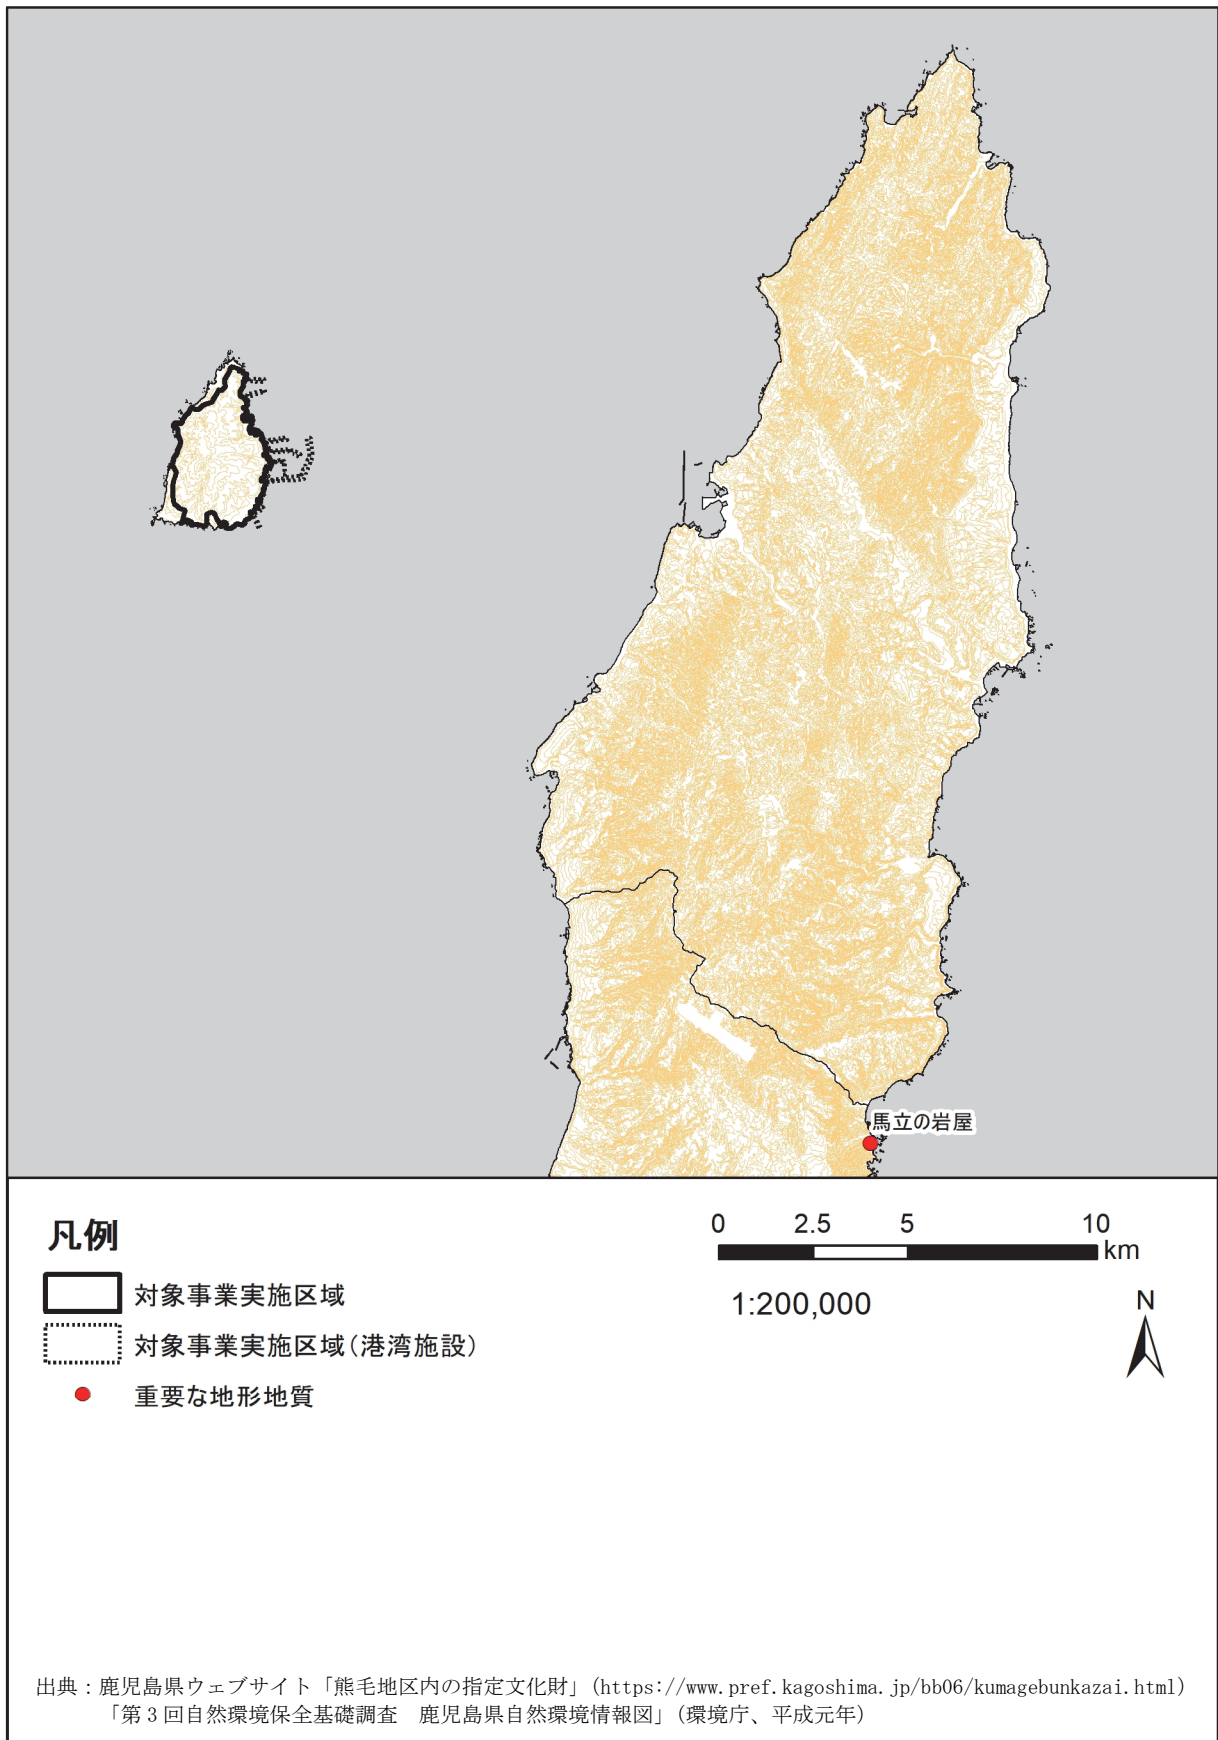 馬立の岩屋
凡例
対象事業実施区域
対象事業実施区域(港湾施設)
重要な地形地質
0 2.5 5 10
km
1:200,000
N
出典：鹿児島県ウェブサイト「熊毛地区内の指定文化財」(https://www.pref.kagoshima.jp/bb06/kumagebunkazai.html)
「第3回自然環境保全基礎調査　鹿児島県自然環境情報図」(環境庁、平成元年)